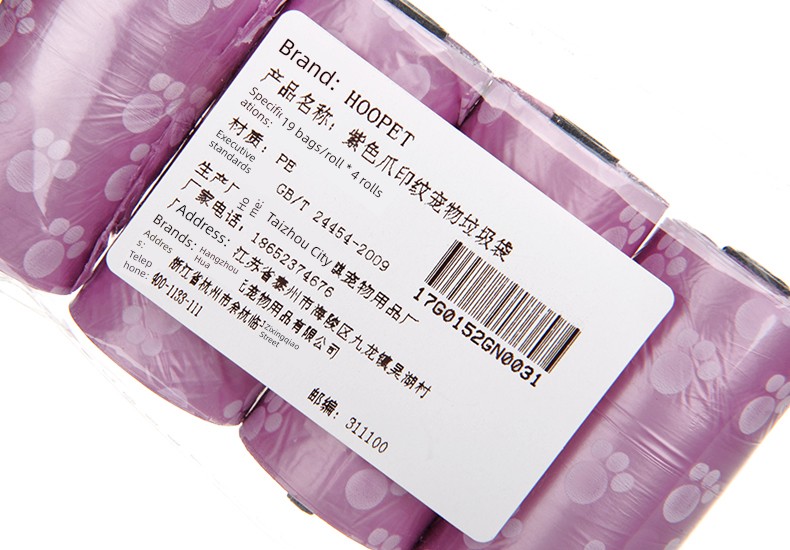 Brand: HOOPET
产品名称: 紫色爪印纹宠物垃圾袋
Specifications: 19 bags/roll * 4 rolls
材质: PE
Executive standards GB/T 24454-2009
生产厂 Taizhou City 宠物用品厂
厂家电话: 18652374676
厂Address: 江苏省泰州市海陵区九龙镇吴湖村
Brands: Hangzhou Hua 宠物用品有限公司
Address: 浙江省杭州市余杭临 Street
Telephone: 400-1133-111
邮编: 311100
17G0152GN0031